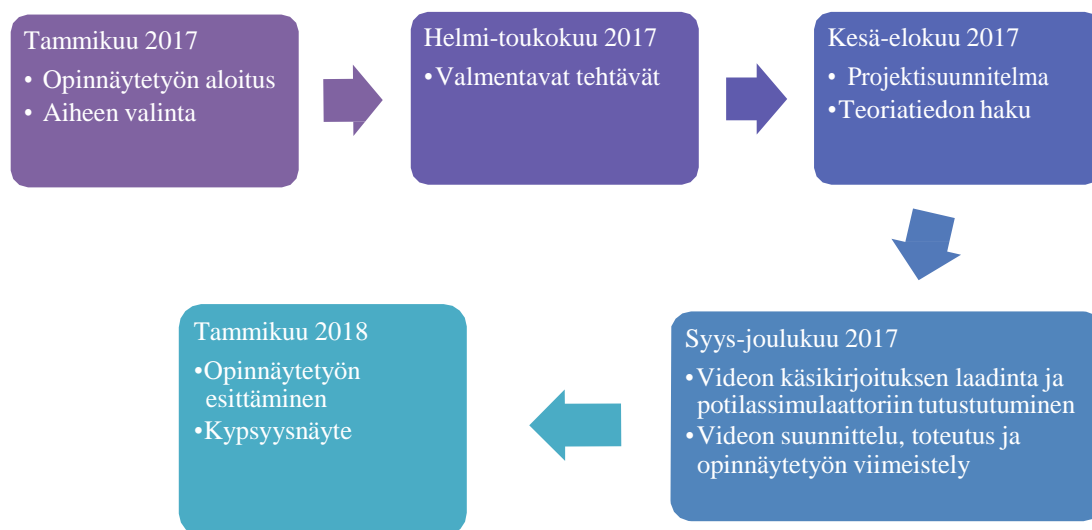 Tammikuu 2017
• Opinnäytetyön aloitus
• Aiheen valinta
Helmi-toukokuu 2017
•Valmentavat tehtävät
Kesä-elokuu 2017
• Projektisuunnitelma
•Teoriatiedon haku
Syys-joulukuu 2017
•Videon käsikirjoituksen laadinta ja
potilassimulaattoriin tutustutuminen
•Videon suunnittelu, toteutus ja
opinnäytetyön viimeistely
Tammikuu 2018
•Opinnäytetyön
esittäminen
•Kypsyysnäyte